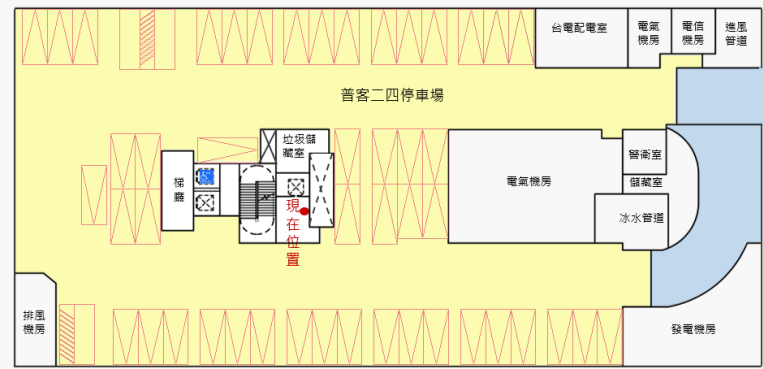 台電配電室
電氣
機房
電信
機房
進風
管道
普客二四停車場
垃圾儲
藏室
警衛室
梯
廳
電氣機房
儲藏室
現
在
位
置
冰水管道
排風
機房
發電機房